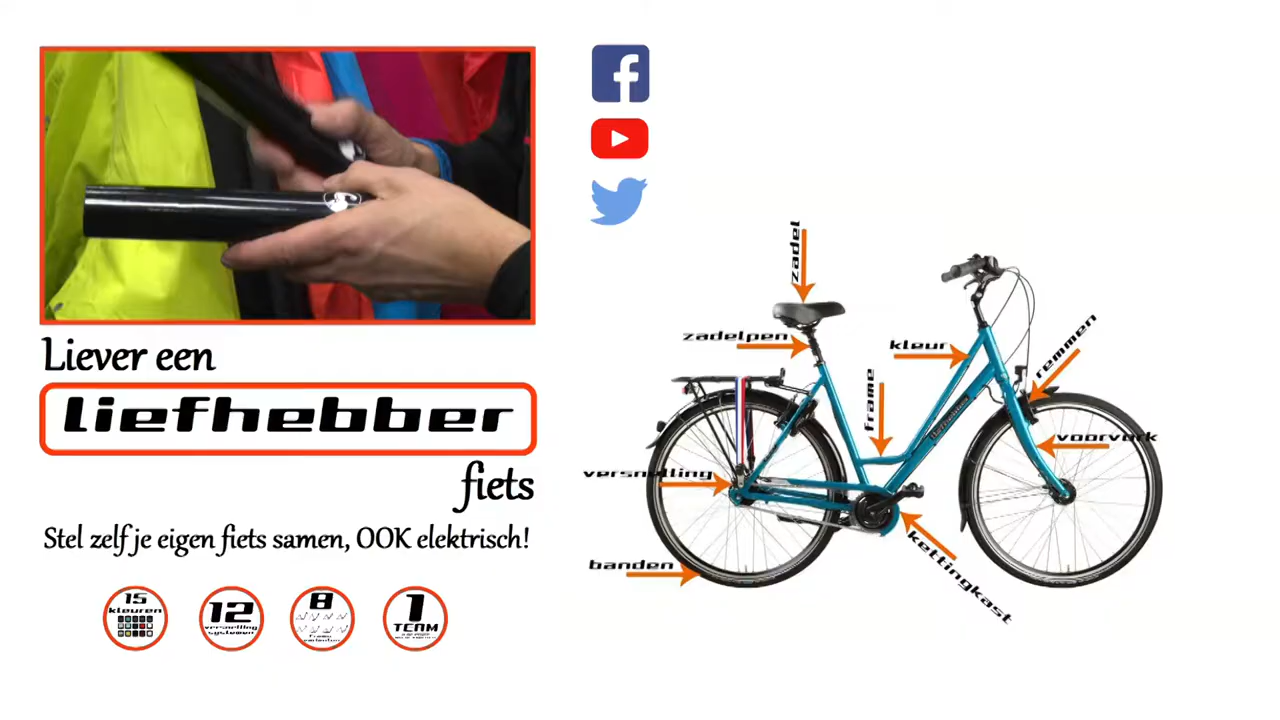 Liever een
liefhebber
fiets
Stel zelf je eigen fiets samen, OOK elektrisch!
15
kleuren
12
versnelling
systemen
8
frame
1
TEAM
zadel
zadelpen
kleur
remmen
frame
voorvork
versnelling
banden
kettingkast